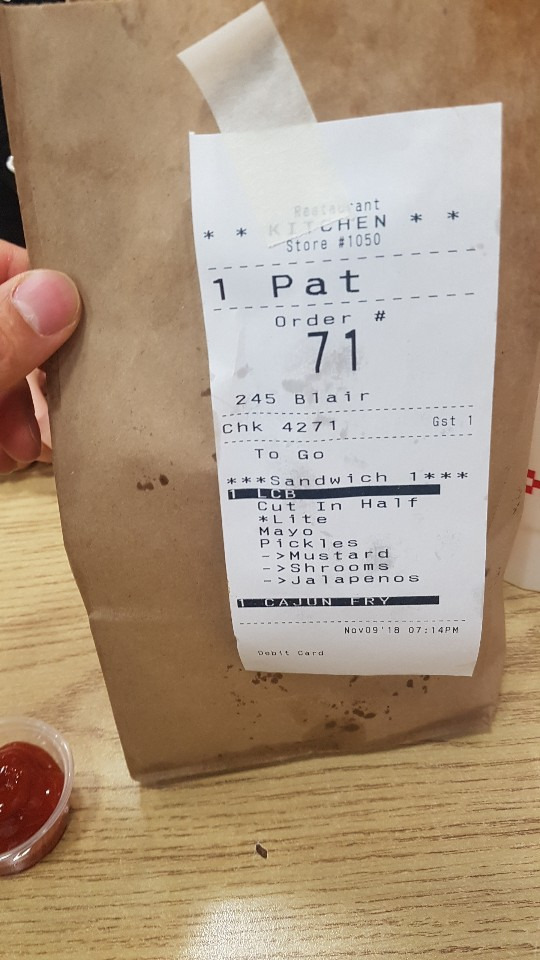 Restaurant
* * KITCHEN * *
Store #1050
1 Pat
Order #
71
245 Blair
Chk 4271 Gst 1
To Go
***Sandwich 1***
1 LCB
Cut In Half
*Lite
Mayo
Pickles
->Mustard
->Shrooms
->Jalapenos
1 CAJUN FRY
Nov09'18 07:14PM
Debit Card